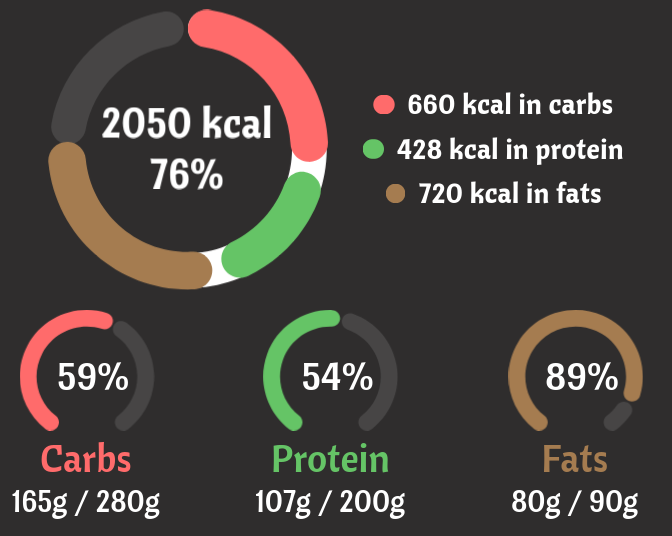 2050 kcal
76%
660 kcal in carbs
428 kcal in protein
720 kcal in fats
59%
54%
89%
Carbs
Protein
Fats
165g / 280g
107g / 200g
80g / 90g